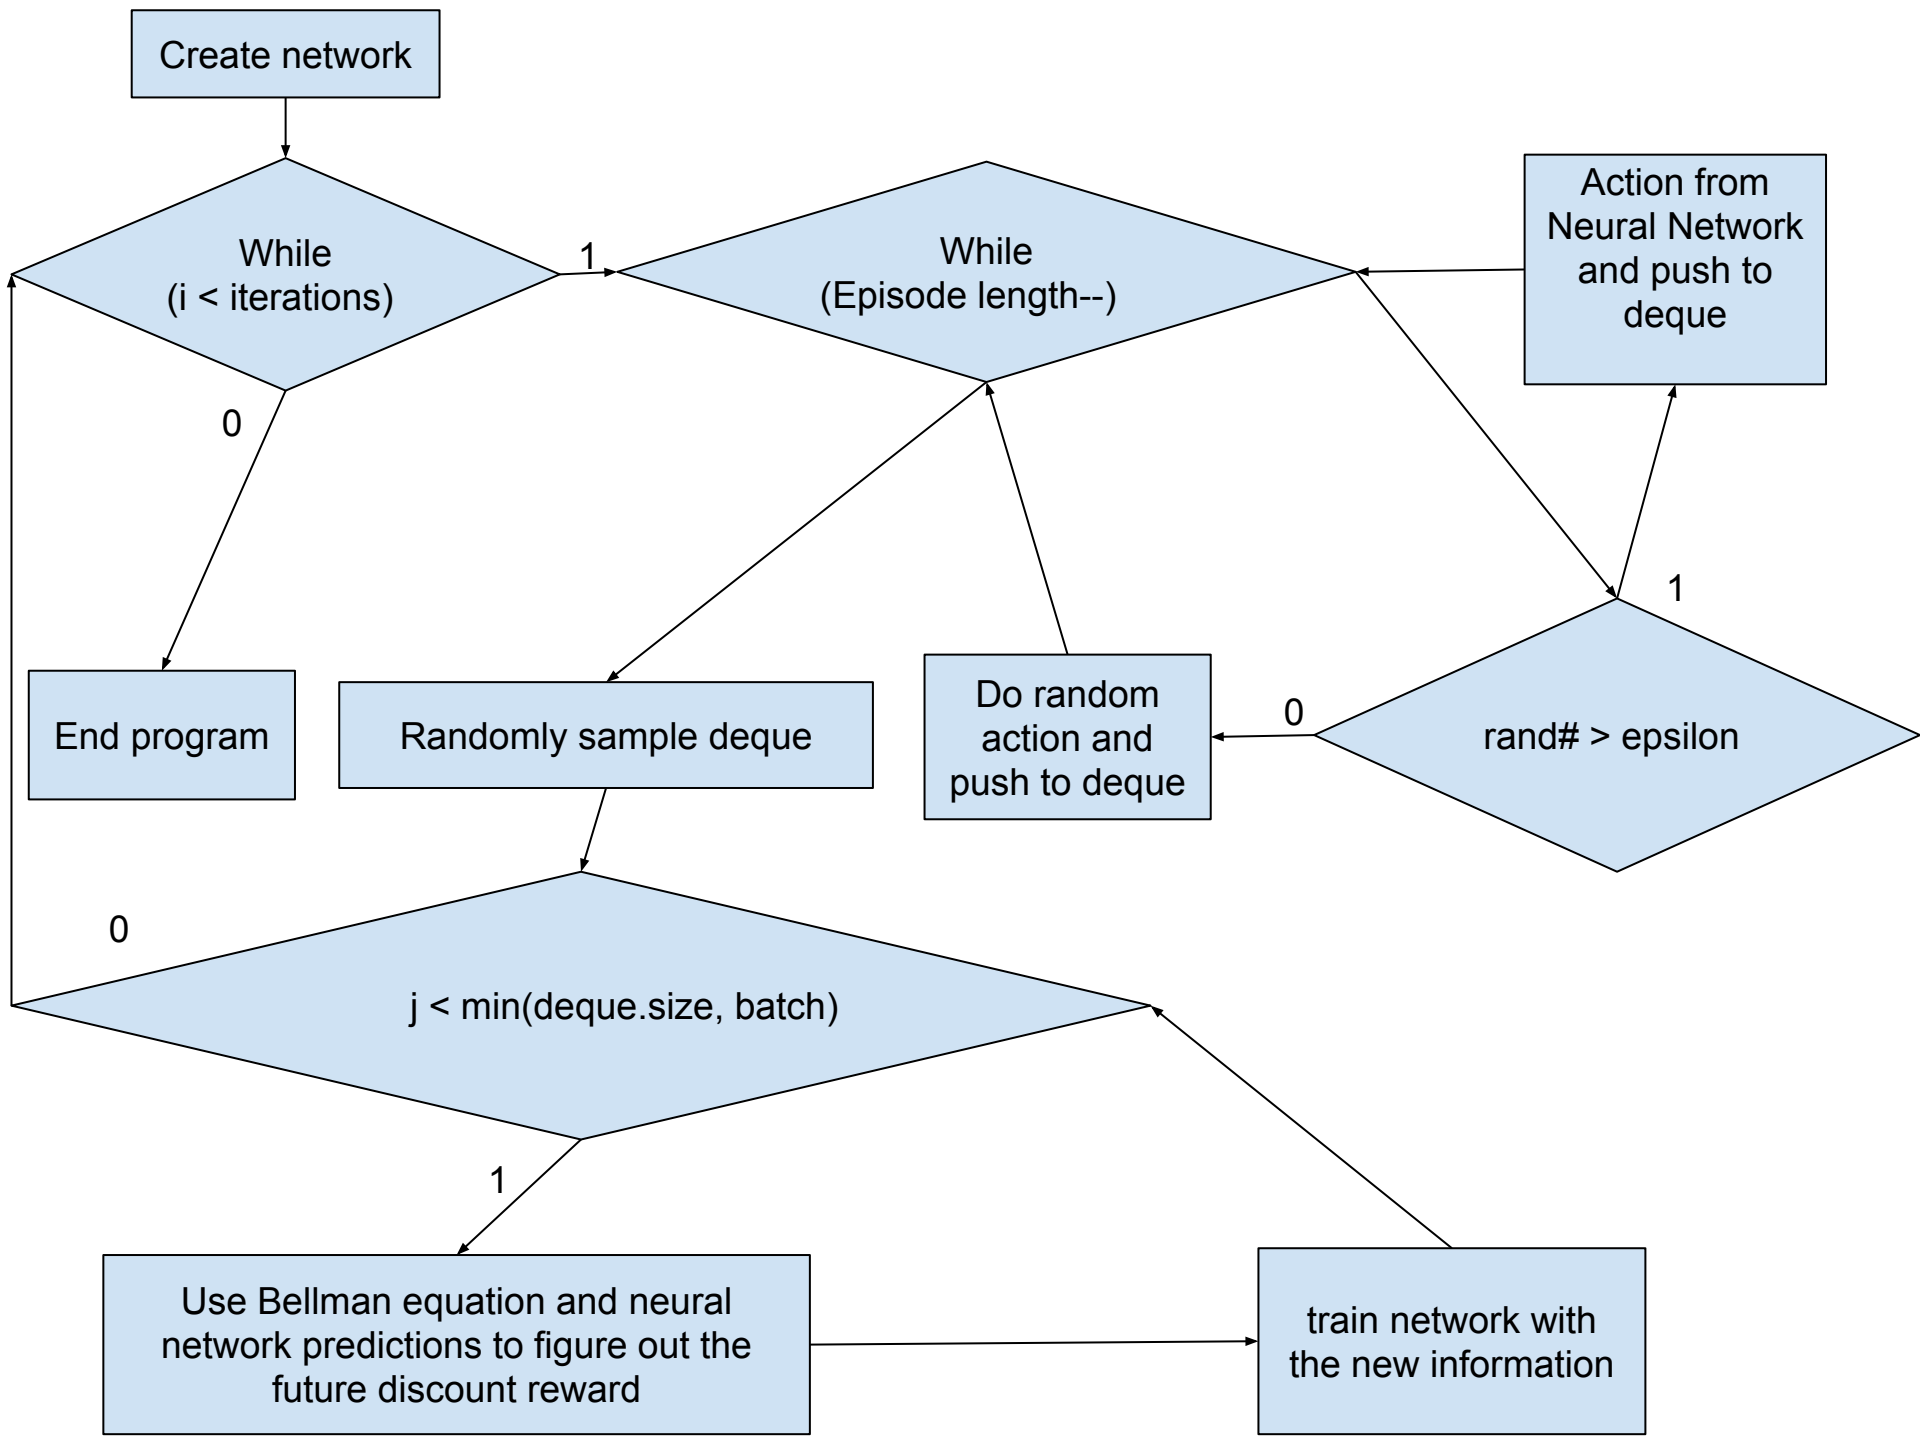 Create network
While
(i < iterations)
1
While
(Episode length--)
Action from
Neural Network
and push to
deque
0
1
End program
Randomly sample deque
Do random
action and
push to deque
0
rand# > epsilon
0
j < min(deque.size, batch)
1
Use Bellman equation and neural
network predictions to figure out the
future discount reward
train network with
the new information